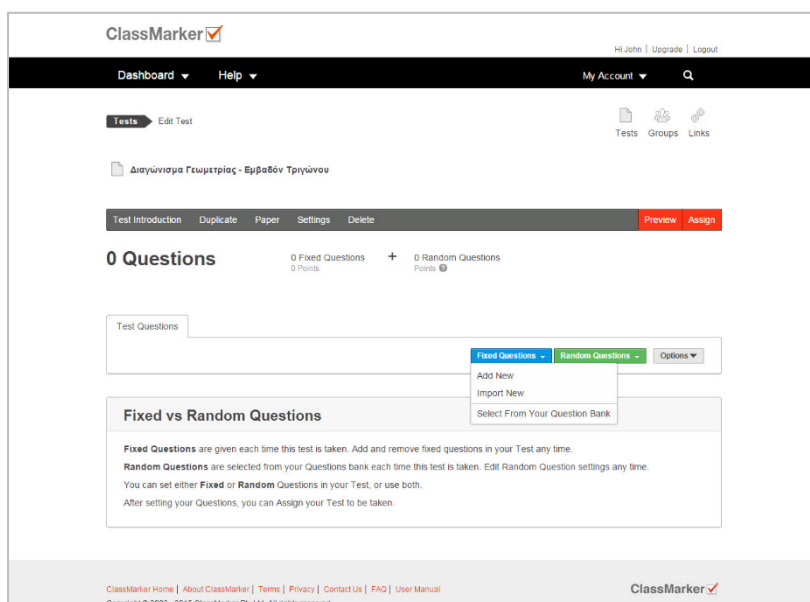 ClassMarker
Hi John | Upgrade | Logout
Dashboard Help My Account
Tests Edit Test
Tests Groups Links
Διαγώνισμα Γεωμετρίας - Εμβαδόν Τριγώνου
Test Introduction Duplicate Paper Settings Delete Preview Assign
0 Questions 0 Fixed Questions + 0 Random Questions
0 Points Points
Test Questions
Fixed Questions Random Questions Options
Add New
Import New
Select From Your Question Bank
Fixed vs Random Questions
Fixed Questions are given each time this test is taken. Add and remove fixed questions in your Test any time.
Random Questions are selected from your Questions bank each time this test is taken. Edit Random Question settings any time.
You can set either Fixed or Random Questions in your Test, or use both.
After setting your Questions, you can Assign your Test to be taken.
ClassMarker Home | About ClassMarker | Terms | Privacy | Contact Us | FAQ | User Manual
ClassMarker